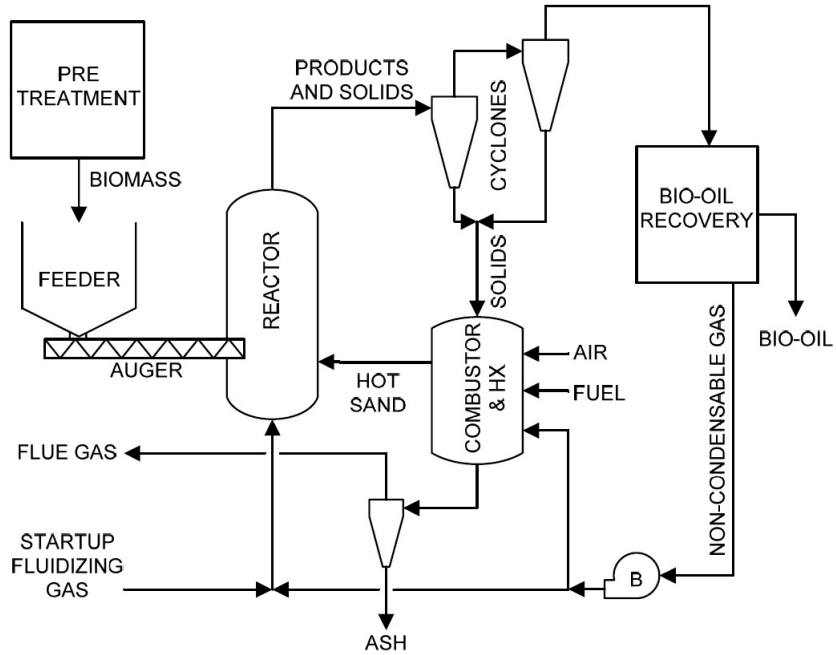 PRE
TREATMENT
BIOMASS
FEEDER
AUGER
REACTOR
PRODUCTS
AND SOLIDS
CYCLONES
SOLIDS
BIO-OIL
RECOVERY
BIO-OIL
NON-CONDENSABLE GAS
COMBUSTOR
& HX
AIR
FUEL
HOT
SAND
FLUE GAS
STARTUP
FLUIDIZING
GAS
ASH
B